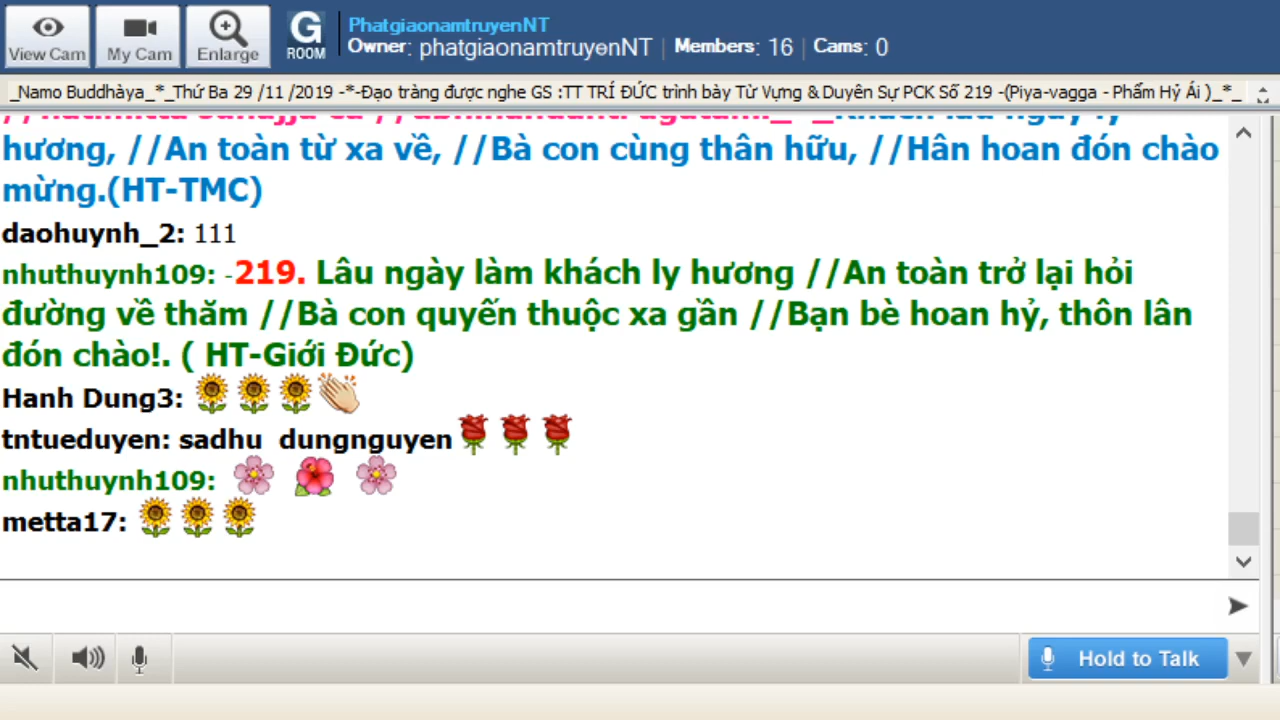 View Cam
My Cam
Enlarge
G
ROOM
PhatgiaonamtruyenNT
Owner: phatgiaonamtruyenNT | Members: 16 | Cams: 0
_Namo Buddhàya_*_Thứ Ba 29 /11 /2019 -*-Đạo tràng được nghe GS :TT TRÍ ĐỨC trình bày Từ Vựng & Duyên Sự PCK Số 219 -(Piya-vagga - Phẩm Hỷ Ái )_*_
hương, //An toàn từ xa về, //Bà con cùng thân hữu, //Hân hoan đón chào
mừng.(HT-TMC)
daohuynh_2: 111
nhuthuynh109: -219. Lâu ngày làm khách ly hương //An toàn trở lại hỏi
đường về thăm //Bà con quyến thuộc xa gần //Bạn bè hoan hỷ, thôn lân
đón chào!. ( HT-Giới Đức)
Hanh Dung3:
tntueduyen: sadhu dungnguyen
nhuthuynh109:
metta17:
Hold to Talk